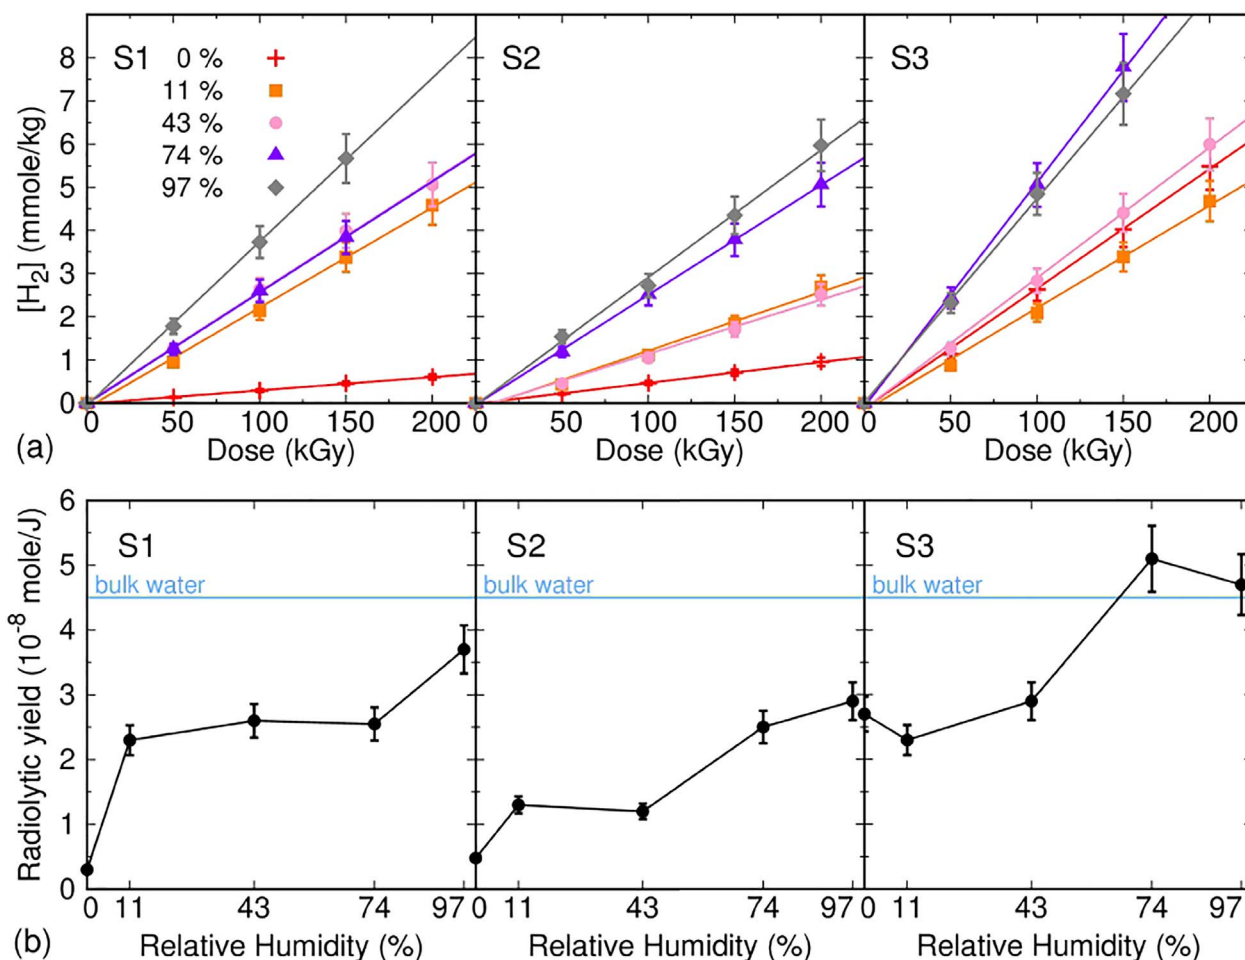 S1
0 %
11 %
43 %
74 %
97 %
S2
S3
[H2] (mmole/kg)
8
7
6
5
4
3
2
1
0
0 50 100 150 200
0 50 100 150 200
0 50 100 150 200
(a)
Dose (kGy)
Dose (kGy)
Dose (kGy)
S1
bulk water
S2
bulk water
S3
bulk water
Radiolytic yield (10-8 mole/J)
6
5
4
3
2
1
0
0 11 43 74 97
0 11 43 74 97
0 11 43 74 97
(b)
Relative Humidity (%)
Relative Humidity (%)
Relative Humidity (%)